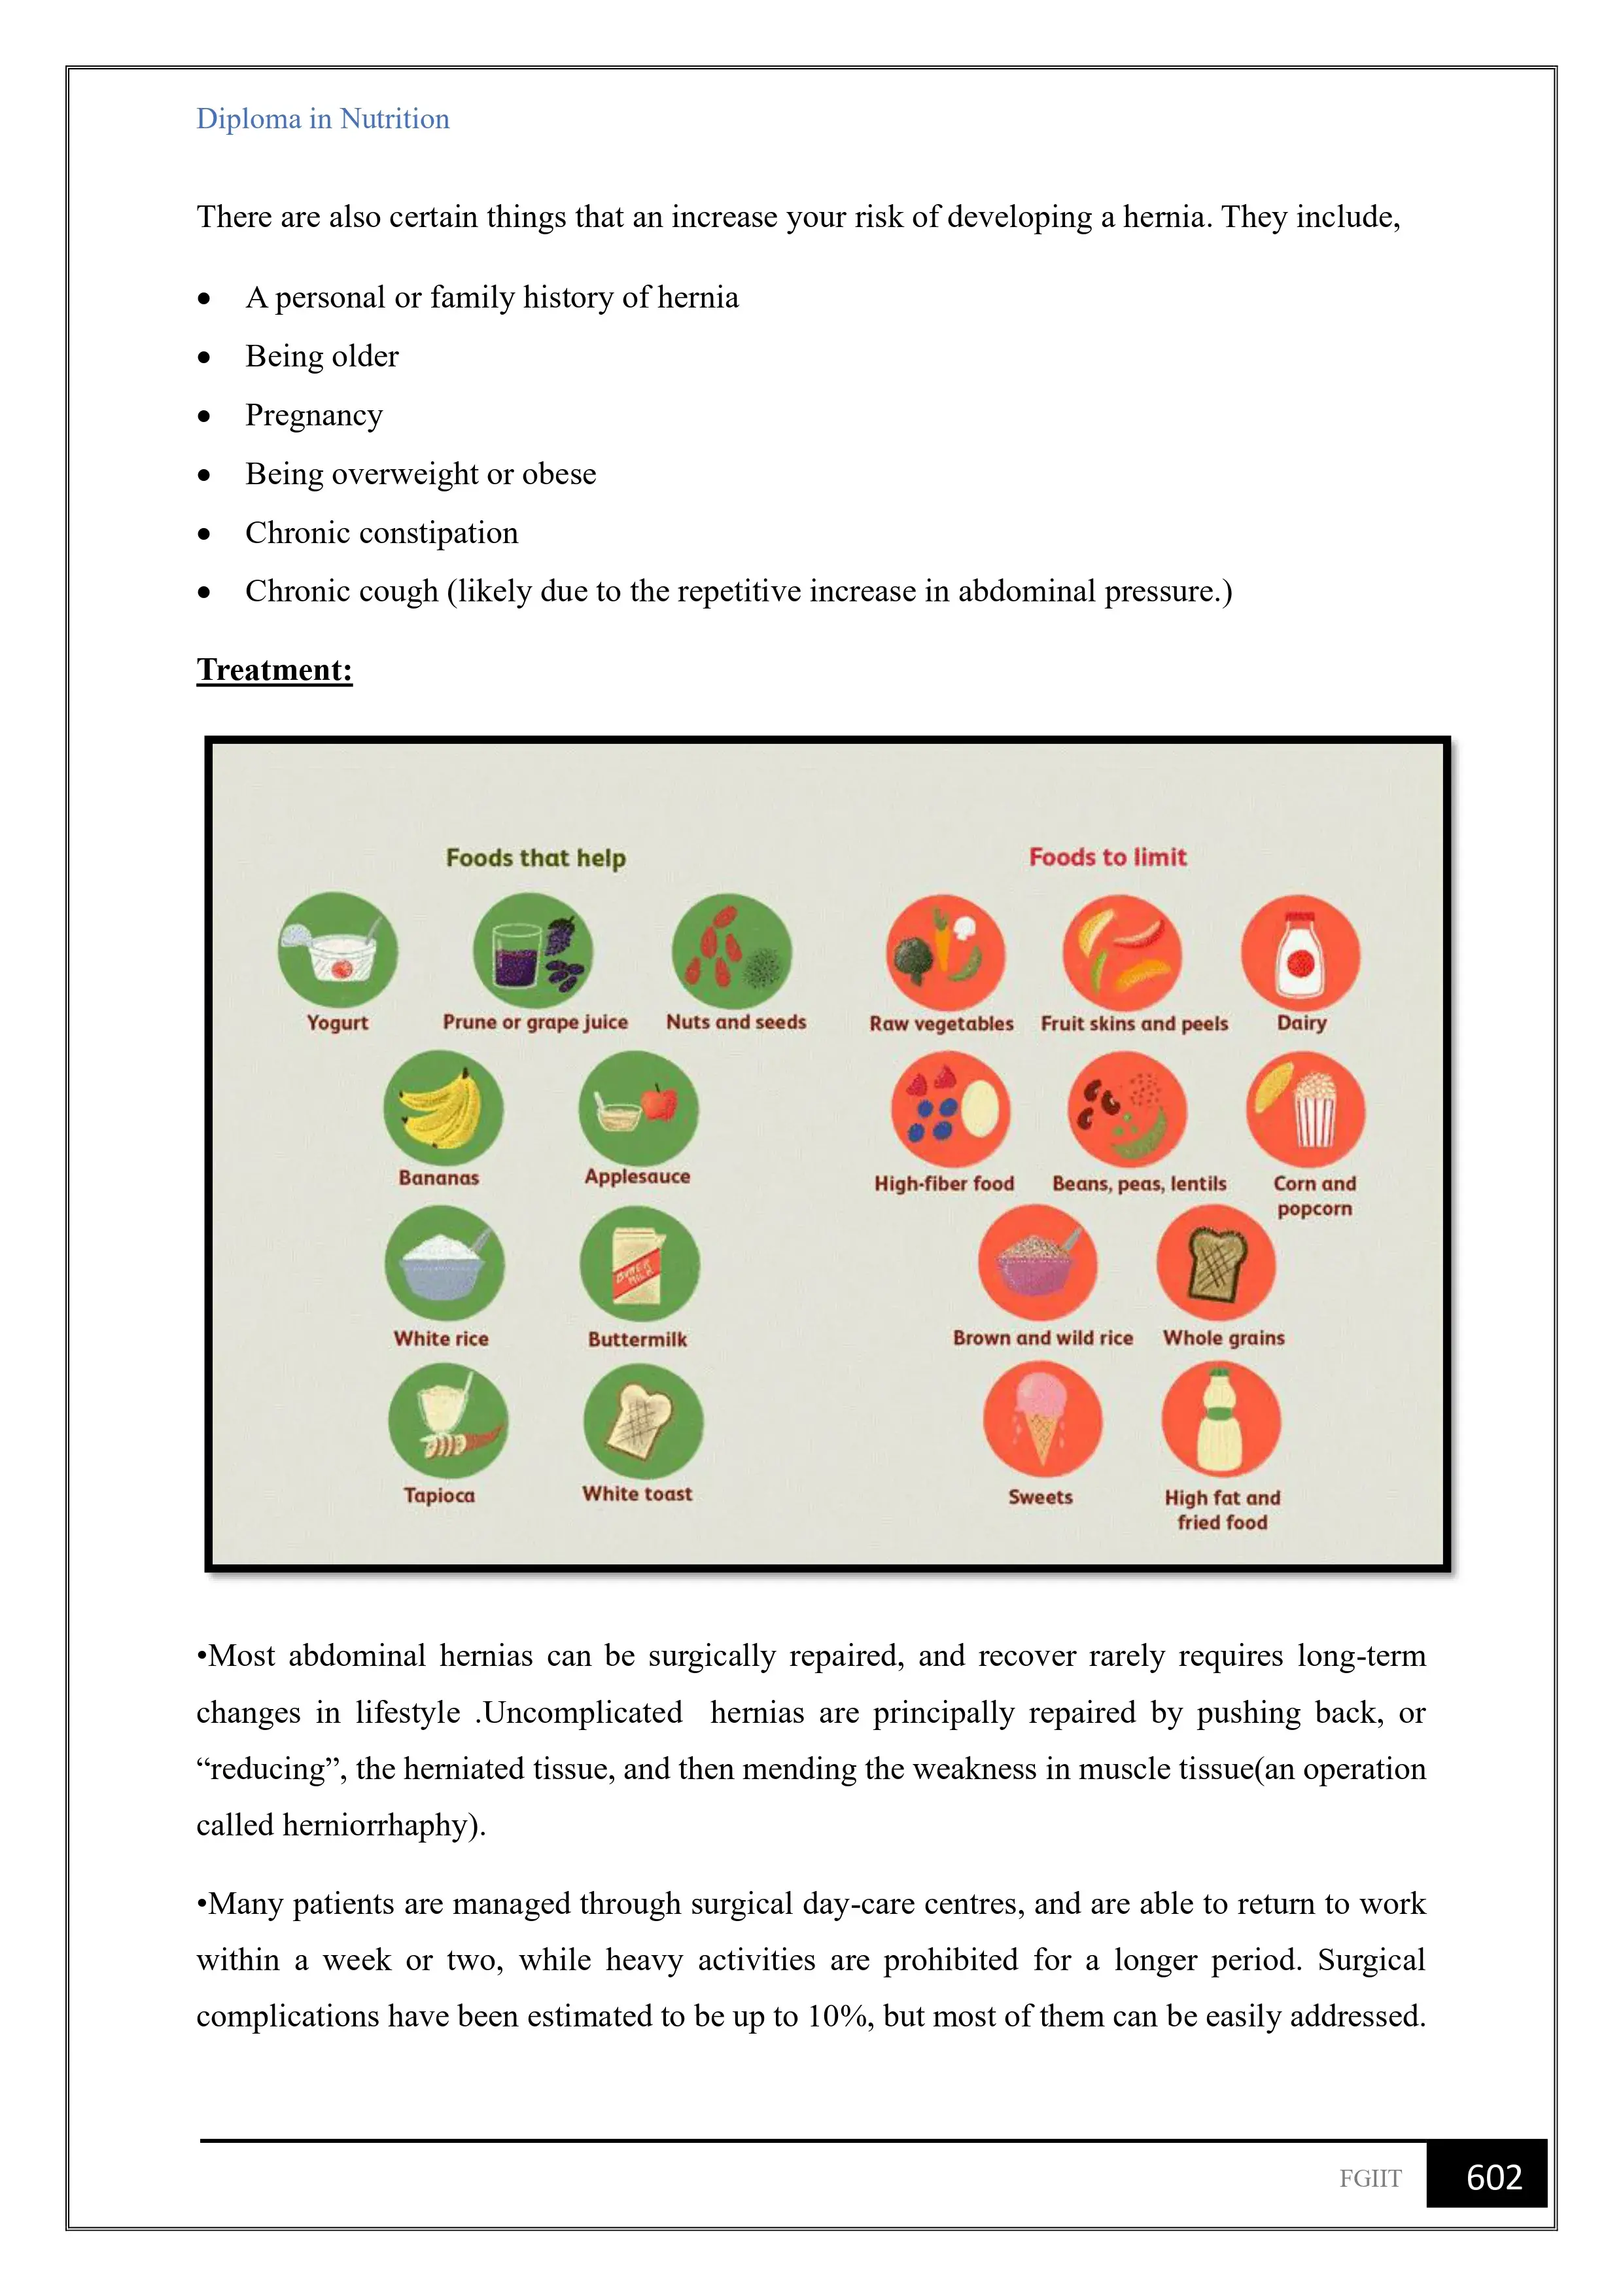 Diploma in Nutrition
There are also certain things that an increase your risk of developing a hernia. They include,
• A personal or family history of hernia
• Being older
• Pregnancy
• Being overweight or obese
• Chronic constipation
• Chronic cough (likely due to the repetitive increase in abdominal pressure.)
Treatment:
Foods that help
Foods to limit
Yogurt
Prune or grape juice
Nuts and seeds
Raw vegetables
Fruit skins and peels
Dairy
Bananas
Applesauce
High-fiber food
Beans, peas, lentils
Corn and
popcorn
BUTTER
MILK
White rice
Buttermilk
Brown and wild rice
Whole grains
Tapioca
White toast
Sweets
High fat and
fried food
•Most abdominal hernias can be surgically repaired, and recover rarely requires long-term
changes in lifestyle .Uncomplicated hernias are principally repaired by pushing back, or
“reducing”, the herniated tissue, and then mending the weakness in muscle tissue(an operation
called herniorrhaphy).
•Many patients are managed through surgical day-care centres, and are able to return to work
within a week or two, while heavy activities are prohibited for a longer period. Surgical
complications have been estimated to be up to 10%, but most of them can be easily addressed.
FGIIT
602